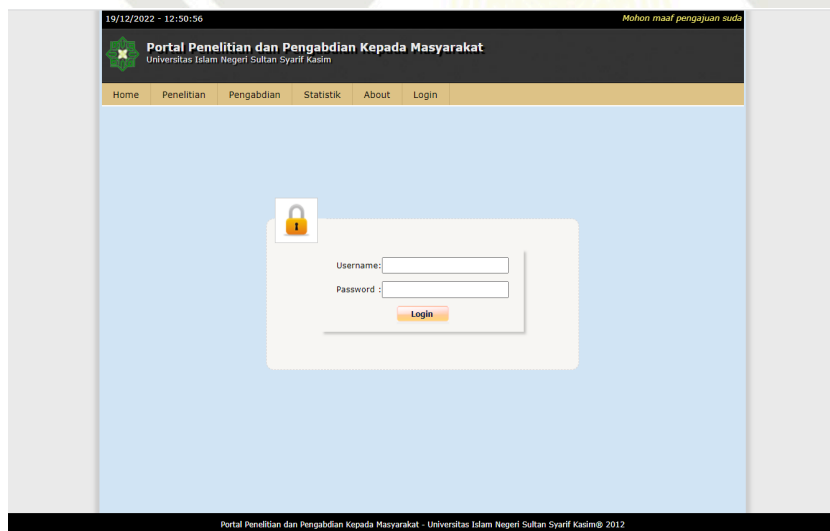 19/12/2022 - 12:50:56 Mohon maaf pengajuan suda
Portal Penelitian dan Pengabdian Kepada Masyarakat
Universitas Islam Negeri Sultan Syarif Kasim
Home Penelitian Pengabdian Statistik About Login
Username:
Password :
Login
Portal Penelitian dan Pengabdian Kepada Masyarakat - Universitas Islam Negeri Sultan Syarif Kasim® 2012